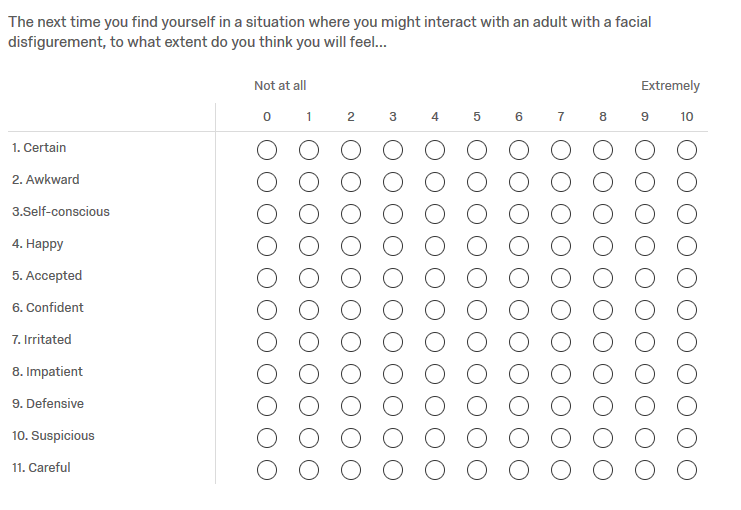 The next time you find yourself in a situation where you might interact with an adult with a facial
disfigurement, to what extent do you think you will feel...
Not at all Extremely
0 1 2 3 4 5 6 7 8 9 10
1. Certain
2. Awkward
3.Self-conscious
4. Happy
5. Accepted
6. Confident
7. Irritated
8. Impatient
9. Defensive
10. Suspicious
11. Careful